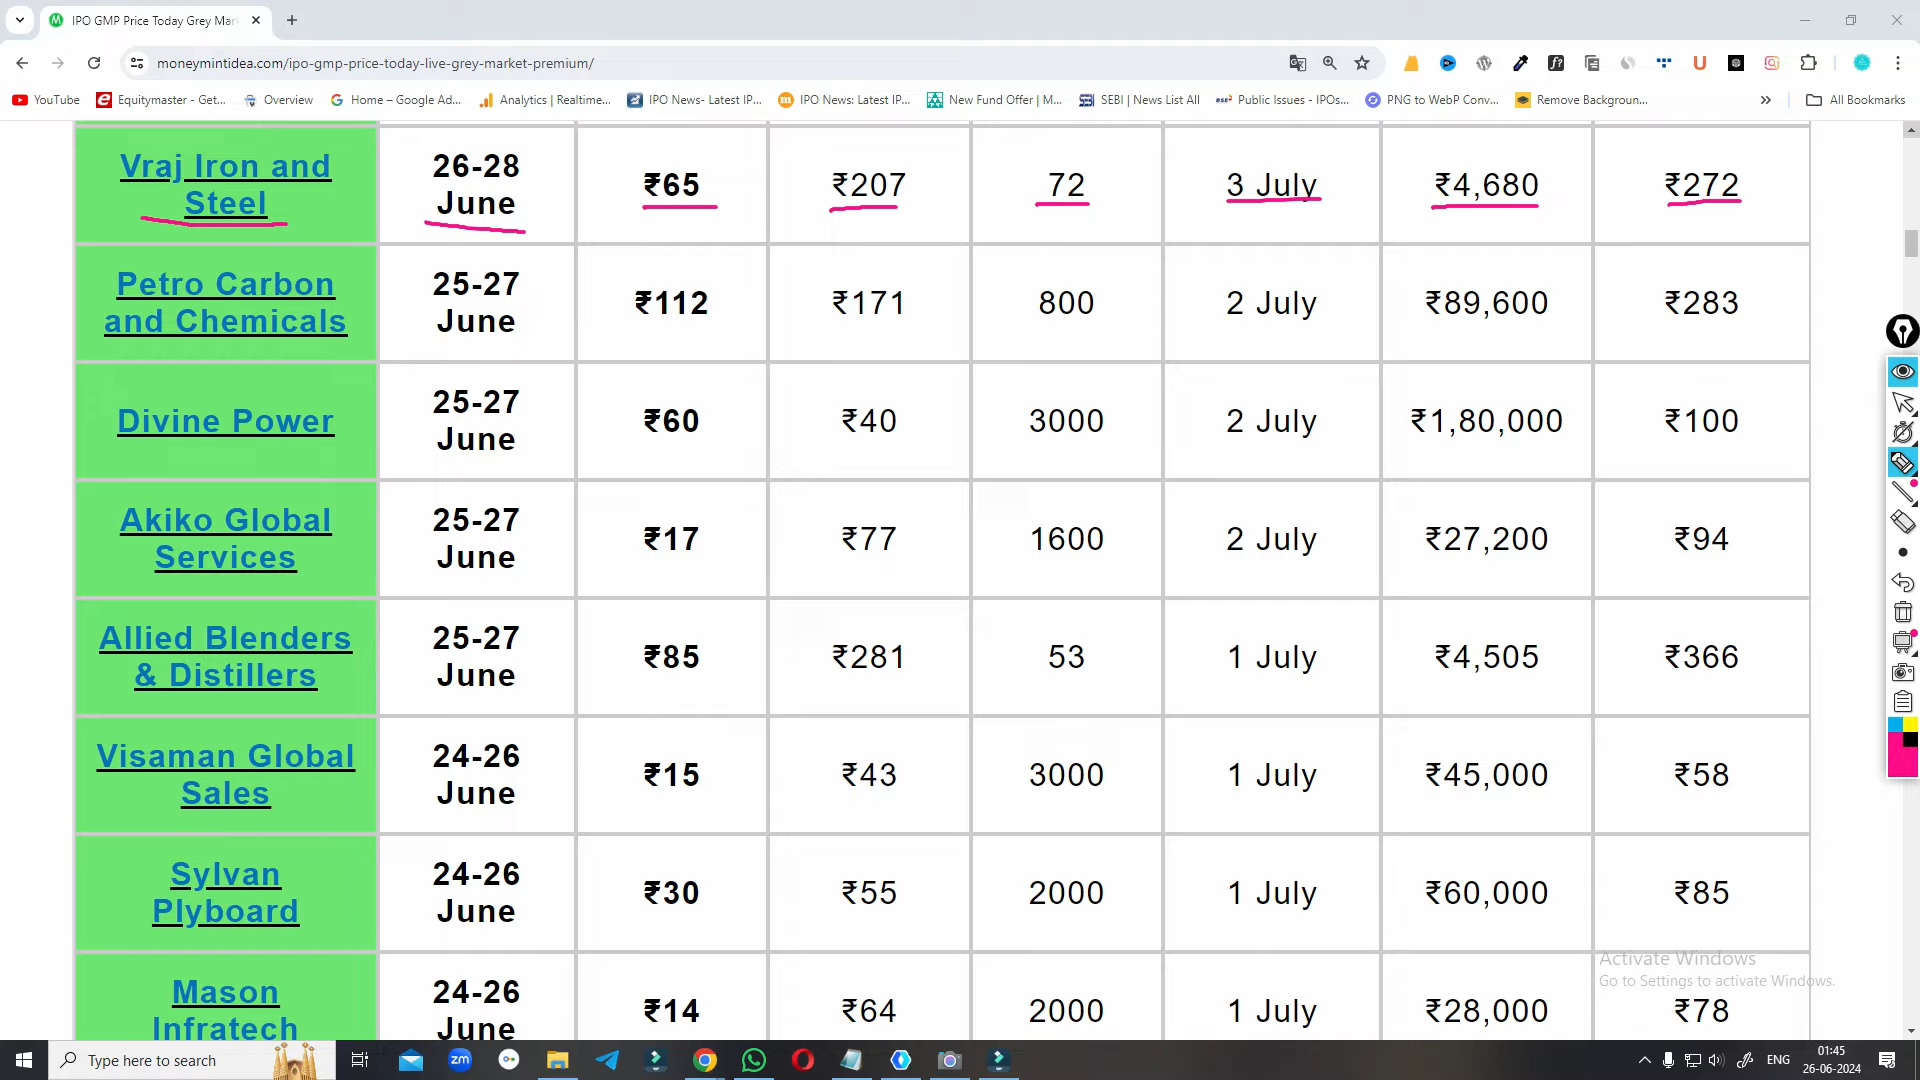 IPO GMP Price Today Grey Mar
moneymintidea.com/ipo-gmp-price-today-live-grey-market-premium/
YouTube Equitymaster - Get... Overview Home – Google Ad... Analytics | Realtime... IPO News- Latest IP... IPO News: Latest IP... New Fund Offer | M... SEBI | News List All Public Issues - IPOs... PNG to WebP Conv... Remove Backgroun... All Bookmarks
Vraj Iron and
Steel
26-28
June
₹65
₹207
72
3 July
₹4,680
₹272
Petro Carbon
and Chemicals
25-27
June
₹112
₹171
800
2 July
₹89,600
₹283
Divine Power
25-27
June
₹60
₹40
3000
2 July
₹1,80,000
₹100
Akiko Global
Services
25-27
June
₹17
₹77
1600
2 July
₹27,200
₹94
Allied Blenders
& Distillers
25-27
June
₹85
₹281
53
1 July
₹4,505
₹366
Visaman Global
Sales
24-26
June
₹15
₹43
3000
1 July
₹45,000
₹58
Sylvan
Plyboard
24-26
June
₹30
₹55
2000
1 July
₹60,000
₹85
Mason
Infratech
24-26
June
₹14
₹64
2000
1 July
₹28,000
₹78
Activate Windows
Go to Settings to activate Windows.
Type here to search
zm
ENG
01:45
26-06-2024